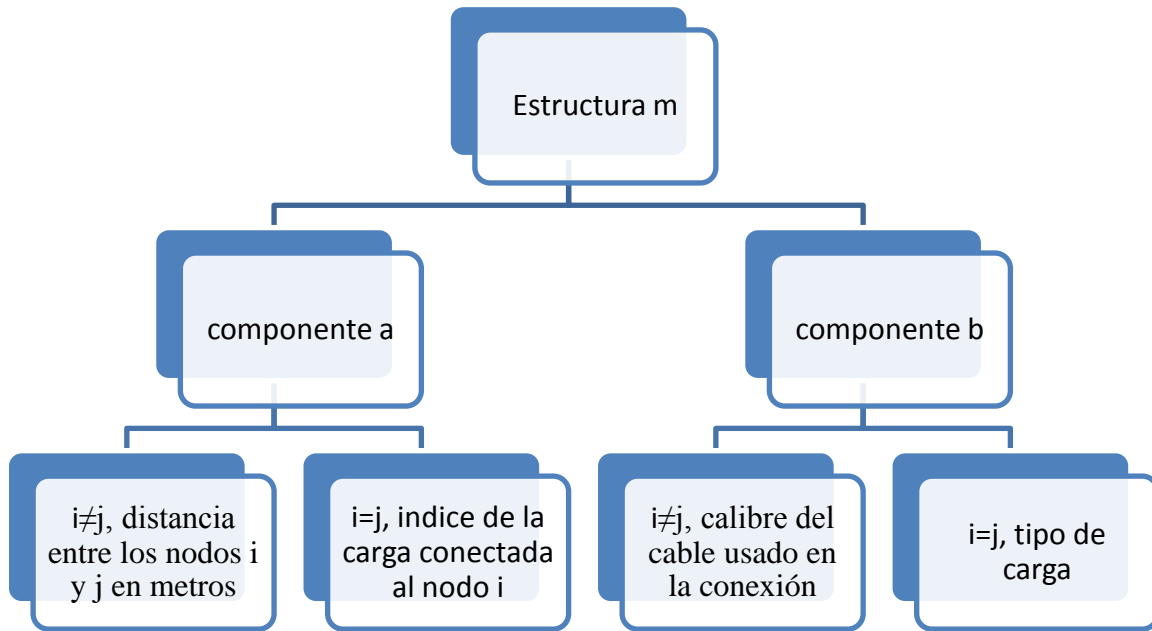 Estructura m
componente a
componente b
i≠j, distancia
entre los nodos i
y j en metros
i=j, indice de la
carga conectada
al nodo i
i≠j, calibre del
cable usado en
la conexión
i=j, tipo de
carga